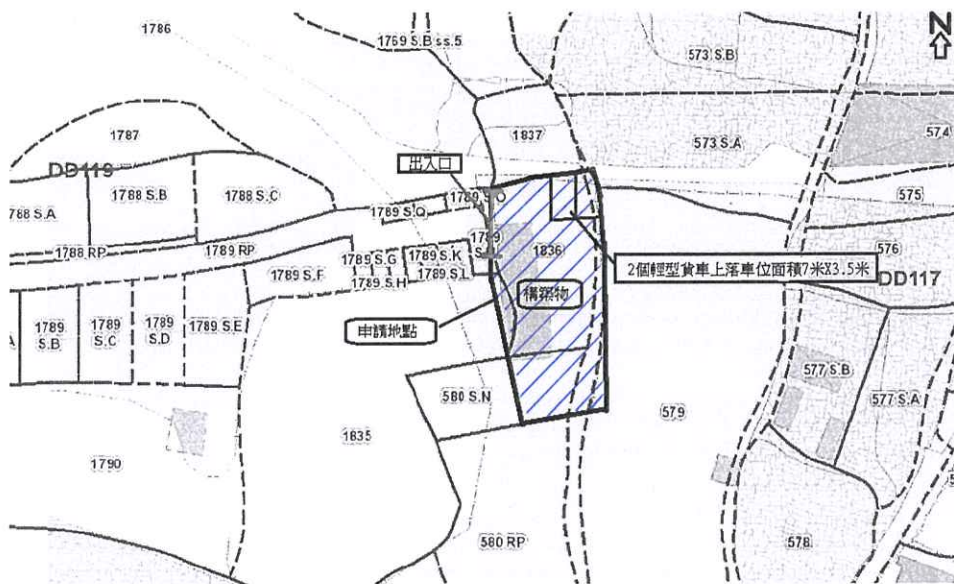 1786
1769 S.B ss.5
N
573 S.B
1787
1837
573 S.A
574
DD119
出入口
1788 S.A
1788 S.B
1788 S.C
1789 S.O
575
1789 S.Q
1788 RP
1789 RP
1789
1836
576
1789 S.F
1789 S.G
1789 S.H
1789 S.K
1789 S.L
2個輕型貨車上落車位面積7米X3.5米
DD117
構築物
申請地點
1789 S.B
1789 S.C
1789 S.D
1789 S.E
580 S.N
577 S.B
577 S.A
1835
579
1790
580 RP
578